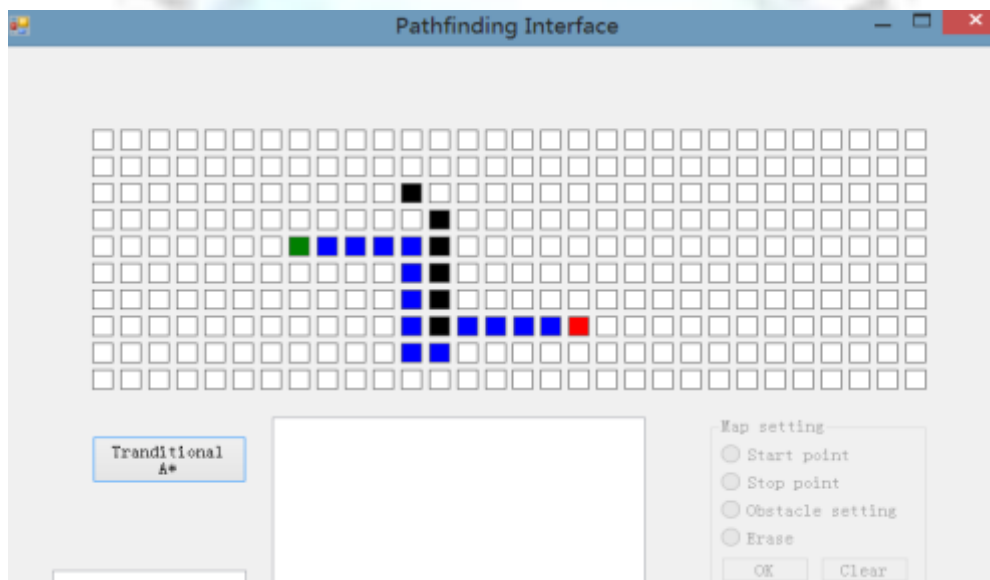 Pathfinding Interface
Tranditional
A*
Map setting
Start point
Stop point
Obstacle setting
Erase
OK
Clear